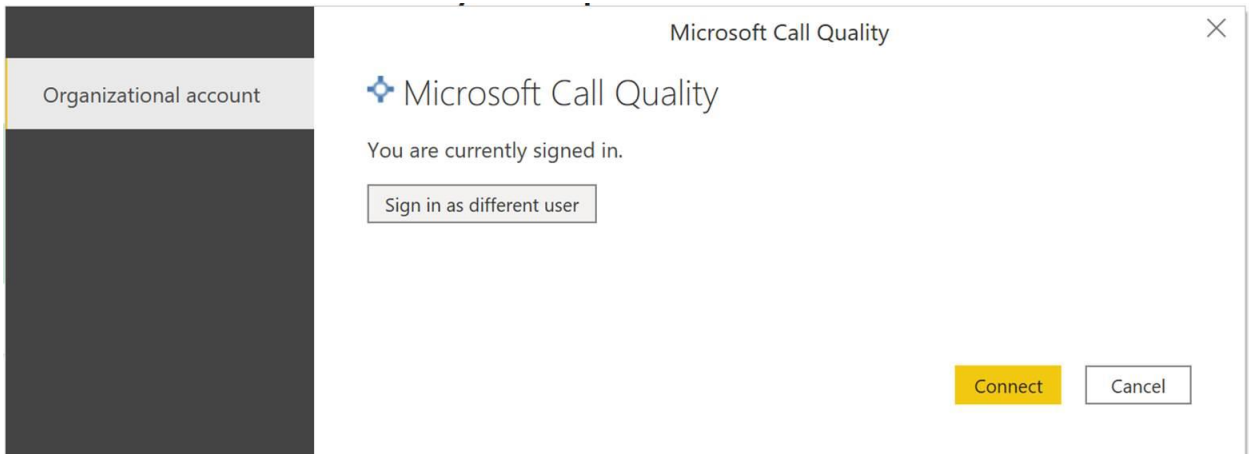 Microsoft Call Quality
Organizational account
Microsoft Call Quality
You are currently signed in.
Sign in as different user
Connect
Cancel